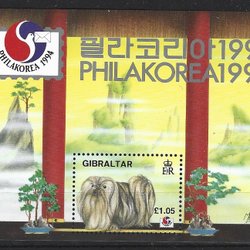 PHILAKOREA 1994
필라코리아199
PHILAKOREA199
GIBRALTAR
£1.05